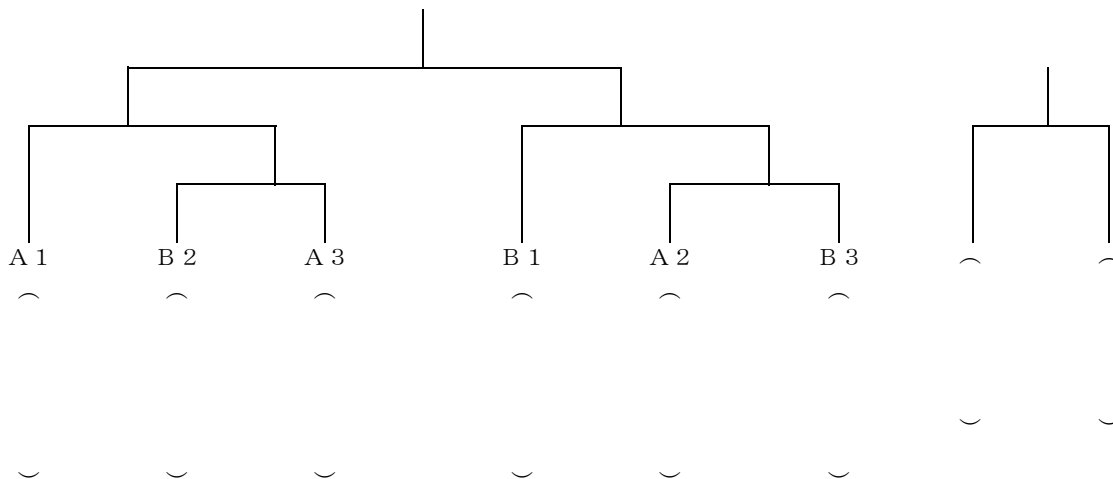 A 1 B 2 A 3 B 1 A 2 B 3
︵ ︵
︵ ︵ ︵ ︵ ︵ ︵
︶ ︶
︶ ︶ ︶ ︶ ︶ ︶